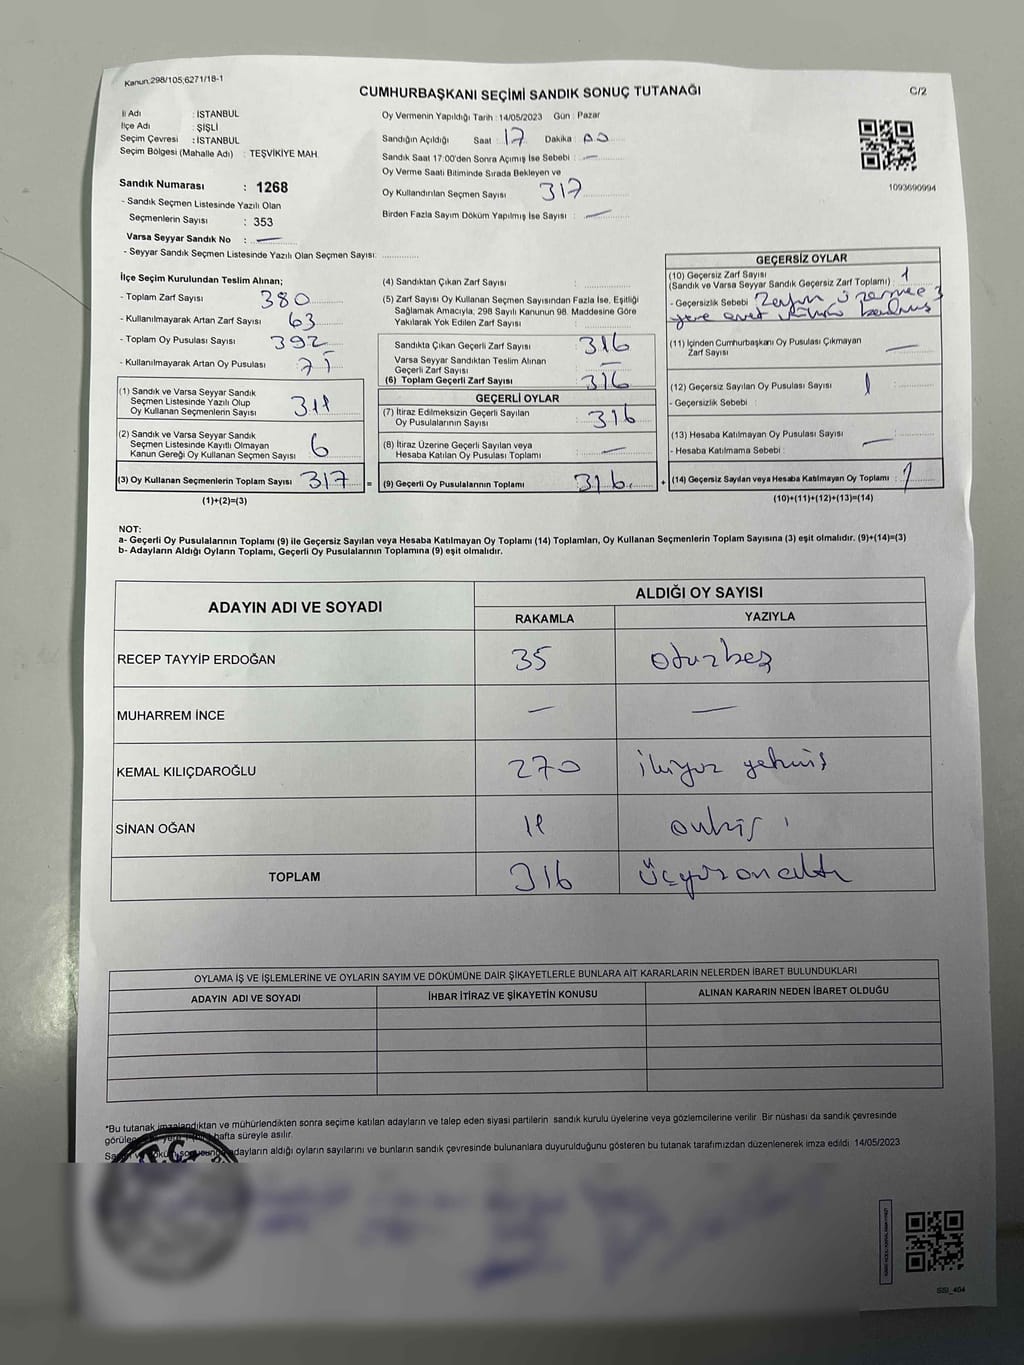 Kanun:298/105,6271/18-1
CUMHURBAŞKANI SEÇİMİ SANDIK SONUÇ TUTANAĞI
C/2
İl Adı : İSTANBUL
İlçe Adı : ŞİŞLİ
Seçim Çevresi : İSTANBUL
Seçim Bölgesi (Mahalle Adı) : TEŞVİKİYE MAH.
Sandık Numarası : 1268
- Sandık Seçmen Listesinde Yazılı Olan
Seçmenlerin Sayısı : 353
Varsa Seyyar Sandık No : —
- Seyyar Sandık Seçmen Listesinde Yazılı Olan Seçmen Sayısı:
Oy Vermenin Yapıldığı Tarih : 14/05/2023 Gün : Pazar
Sandığın Açıldığı Saat : 17 Dakika : 00
Sandık Saat 17:00'den Sonra Açımış İse Sebebi : —
Oy Verme Saati Bitiminde Sırada Bekleyen ve
Oy Kullandırılan Seçmen Sayısı 317
Birden Fazla Sayım Döküm Yapılmış İse Sayısı : —
1093690994
İlçe Seçim Kurulundan Teslim Alınan;
- Toplam Zarf Sayısı 380
- Kullanılmayarak Artan Zarf Sayısı 63
- Toplam Oy Pusulası Sayısı 392
- Kullanılmayarak Artan Oy Pusulası
(1) Sandık ve Varsa Seyyar Sandık
Seçmen Listesinde Yazılı Olup
Oy Kullanan Seçmenlerin Sayısı 311
(2) Sandık ve Varsa Seyyar Sandık
Seçmen Listesinde Kayıtlı Olmayan
Kanun Gereği Oy Kullanan Seçmen Sayısı 6
(3) Oy Kullanan Seçmenlerin Toplam Sayısı 317
(1)+(2)=(3)
(4) Sandıktan Çıkan Zarf Sayısı :
(5) Zarf Sayısı Oy Kullanan Seçmen Sayısından Fazla İse, Eşitliği
Sağlamak Amacıyla, 298 Sayılı Kanunun 98. Maddesine Göre
Yakılarak Yok Edilen Zarf Sayısı :
Sandıkta Çıkan Geçerli Zarf Sayısı : 316
Varsa Seyyar Sandıktan Teslim Alınan
Geçerli Zarf Sayısı : —
(6) Toplam Geçerli Zarf Sayısı : 316
GEÇERLİ OYLAR
(7) İtiraz Edilmeksizin Geçerli Sayılan
Oy Pusulalarının Sayısı : 316
(8) İtiraz Üzerine Geçerli Sayılan veya
Hesaba Katılan Oy Pusulası Toplamı : —
= (9) Geçerli Oy Pusulalarının Toplamı : 316
GEÇERSİZ OYLAR
(10) Geçersiz Zarf Sayısı
(Sandık ve Varsa Seyyar Sandık Geçersiz Zarf Toplamı) : 1
- Geçersizlik Sebebi : Zarfın üzerine 3
yere evet
(11) İçinden Cumhurbaşkanı Oy Pusulası Çıkmayan
Zarf Sayısı —
(12) Geçersiz Sayılan Oy Pusulası Sayısı : 1
- Geçersizlik Sebebi :
(13) Hesaba Katılmayan Oy Pusulası Sayısı
- Hesaba Katılmama Sebebi : —
+ (14) Geçersiz Sayılan veya Hesaba Katılmayan Oy Toplamı : 1
(10)+(11)+(12)+(13)=(14)
NOT:
a- Geçerli Oy Pusulalarının Toplamı (9) ile Geçersiz Sayılan veya Hesaba Katılmayan Oy Toplamı (14) Toplamları, Oy Kullanan Seçmenlerin Toplam Sayısına (3) eşit olmalıdır. (9)+(14)=(3)
b- Adayların Aldığı Oyların Toplamı, Geçerli Oy Pusulalarının Toplamına (9) eşit olmalıdır.
ADAYIN ADI VE SOYADI
ALDIĞI OY SAYISI
RAKAMLA YAZIYLA
RECEP TAYYİP ERDOĞAN 35 otuzbeş
MUHARREM İNCE — —
KEMAL KILIÇDAROĞLU 270 ikiyüz yetmiş
SİNAN OĞAN 11 onbir
TOPLAM 316 üçyüzonaltı
OYLAMA İŞ VE İŞLEMLERİNE VE OYLARIN SAYIM VE DÖKÜMÜNE DAİR ŞİKAYETLERLE BUNLARA AİT KARARLARIN NELERDEN İBARET BULUNDUKLARI
ADAYIN ADI VE SOYADI İHBAR İTİRAZ VE ŞİKAYETİN KONUSU ALINAN KARARIN NEDEN İBARET OLDUĞU
*Bu tutanak imzalandıktan ve mühürlendikten sonra seçime katılan adayların ve talep eden siyasi partilerin sandık kurulu üyelerine veya gözlemcilerine verilir. Bir nüshası da sandık çevresinde
hafta süreyle asılır.
adayların aldığı oyların sayılarını ve bunların sandık çevresinde bulunanlara duyurulduğunu gösteren bu tutanak tarafımızdan düzenlenerek imza edildi. 14/05/2023
T.C.
SSI_404